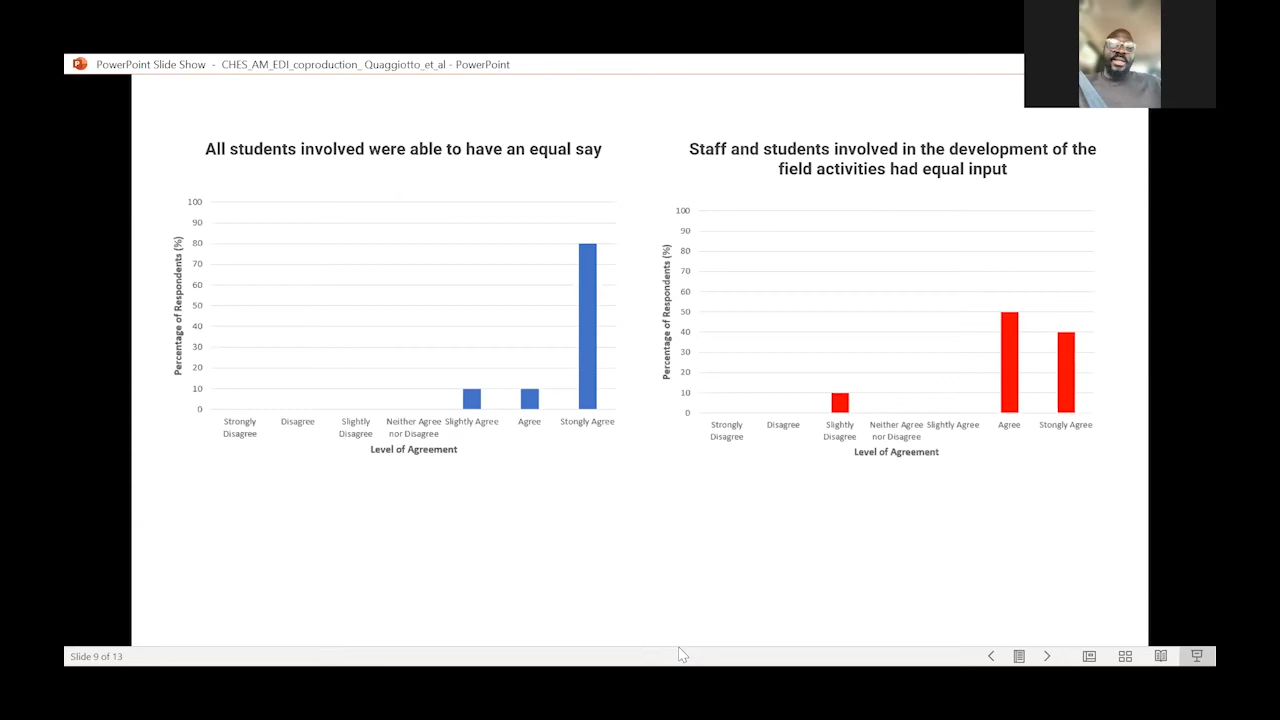 PowerPoint Slide Show - CHES_AM_EDI_coproduction_ Quaggiotto_et_al - PowerPoint
All students involved were able to have an equal say
100
90
80
70
60
50
40
30
20
10
0
Percentage of Respondents (%)
Strongly Disagree
Disagree
Slightly Disagree
Neither Agree nor Disagree
Slightly Agree
Agree
Stongly Agree
Level of Agreement
Staff and students involved in the development of the
field activities had equal input
100
90
80
70
60
50
40
30
20
10
0
Percentage of Respondents (%)
Strongly Disagree
Disagree
Slightly Disagree
Neither Agree nor Disagree
Slightly Agree
Agree
Stongly Agree
Level of Agreement
Slide 9 of 13